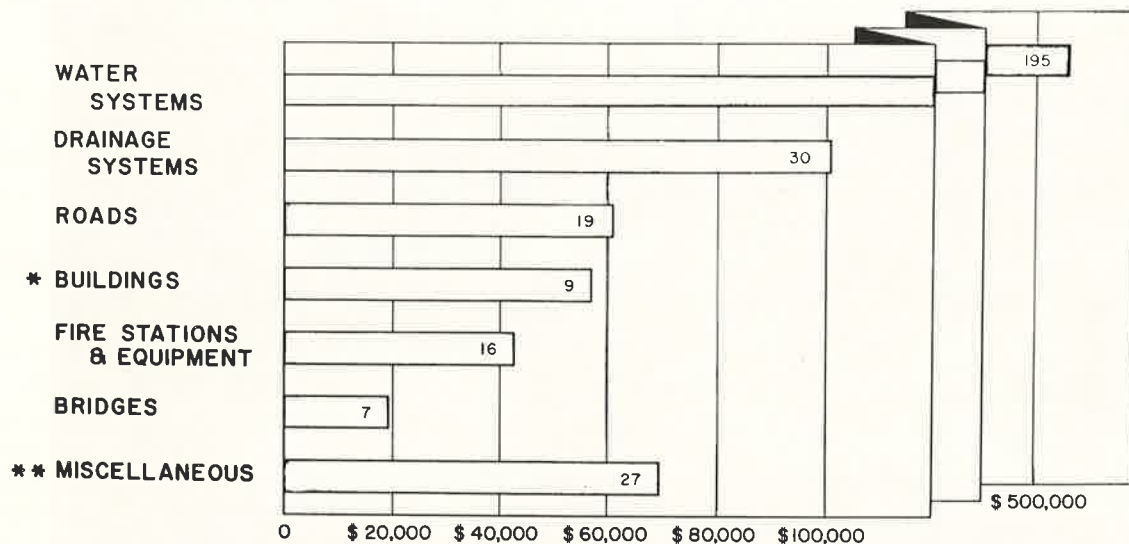 WATER
SYSTEMS
195
DRAINAGE
SYSTEMS
30
ROADS
19
* BUILDINGS
9
FIRE STATIONS
& EQUIPMENT
16
BRIDGES
7
** MISCELLANEOUS
27
0 $ 20,000 $ 40,000 $ 60,000 $ 80,000 $100,000 $ 500,000